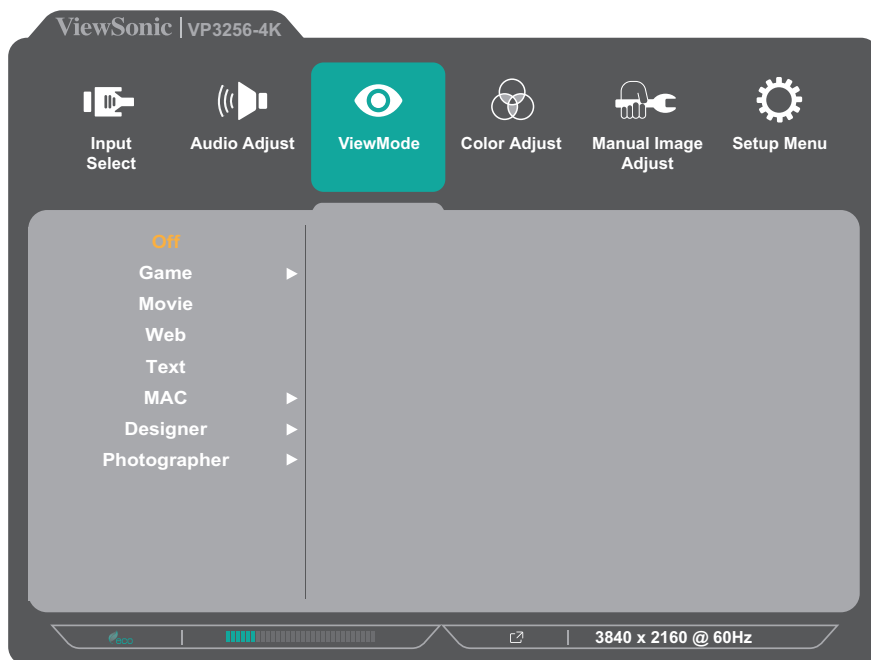 ViewSonic | VP3256-4K
Input Select
Audio Adjust
ViewMode
Color Adjust
Manual Image Adjust
Setup Menu
Off
Game
Movie
Web
Text
MAC
Designer
Photographer
eco
3840 x 2160 @ 60Hz